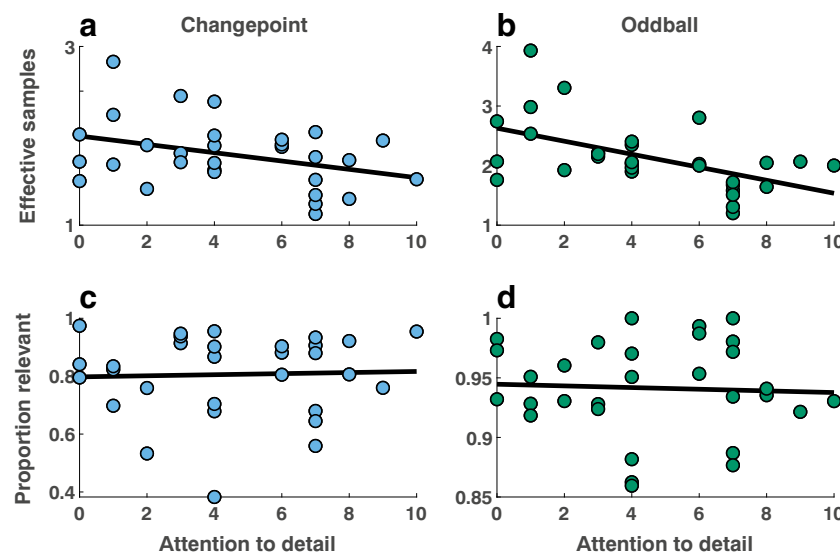 a Changepoint
b Oddball
Effective samples
3
1
0 2 4 6 8 10
4
3
2
1
0 2 4 6 8 10
c
d
Proportion relevant
1
0.8
0.6
0.4
0 2 4 6 8 10
Attention to detail
1
0.95
0.9
0.85
0 2 4 6 8 10
Attention to detail